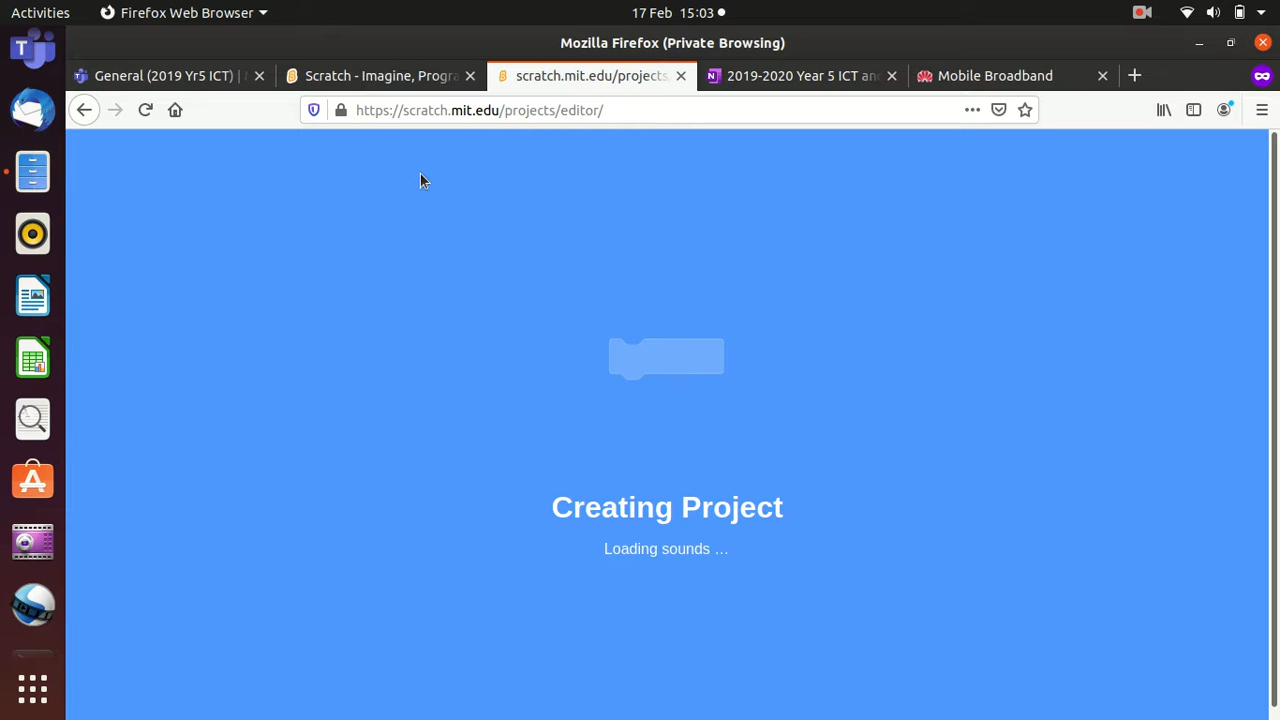 Activities Firefox Web Browser 17 Feb 15:03
Mozilla Firefox (Private Browsing)
General (2019 Yr5 ICT) | Scratch - Imagine, Progra scratch.mit.edu/projects 2019-2020 Year 5 ICT and Mobile Broadband
https://scratch.mit.edu/projects/editor/
Creating Project
Loading sounds …